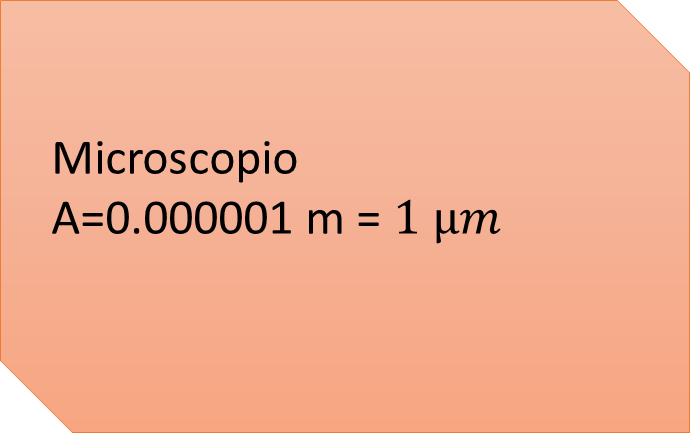 Microscopio
A=0.000001 m = 1 μm